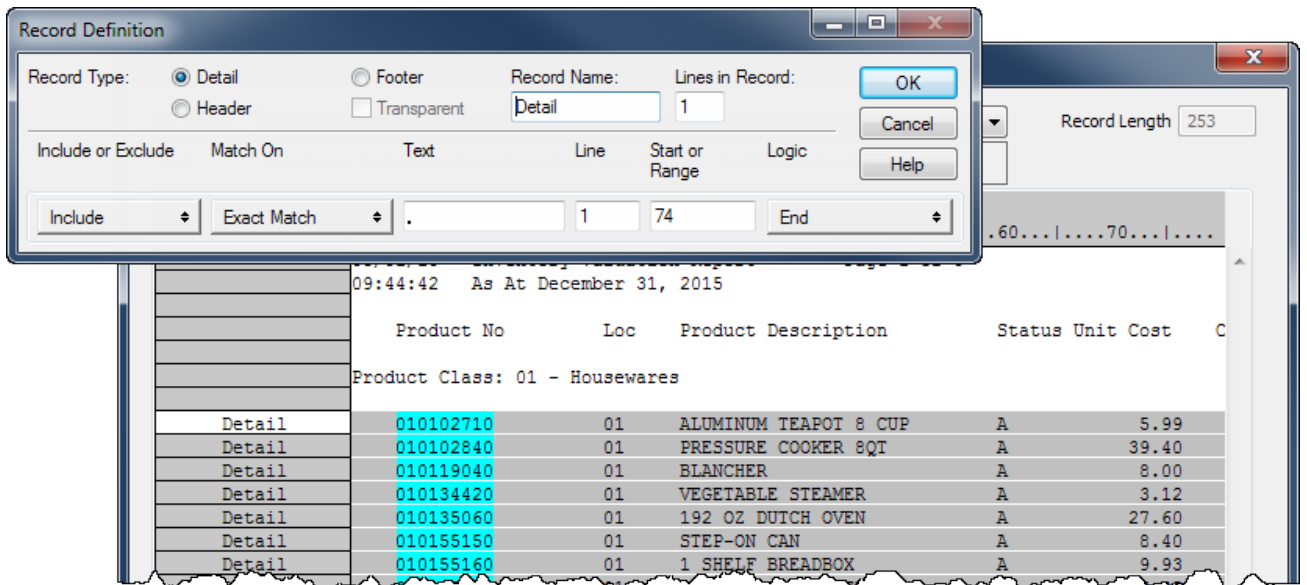 Record Definition
Record Type: Detail Footer Record Name: Lines in Record: OK
Header Transparent Detail 1 Cancel
Record Length 253
Include or Exclude Match On Text Line Start or Range Logic Help
Include Exact Match . 1 74 End
.60...|....70...|....
09:44:42 As At December 31, 2015
Product No Loc Product Description Status Unit Cost C
Product Class: 01 - Housewares
Detail 010102710 01 ALUMINUM TEAPOT 8 CUP A 5.99
Detail 010102840 01 PRESSURE COOKER 8QT A 39.40
Detail 010119040 01 BLANCHER A 8.00
Detail 010134420 01 VEGETABLE STEAMER A 3.12
Detail 010135060 01 192 OZ DUTCH OVEN A 27.60
Detail 010155150 01 STEP-ON CAN A 8.40
Detail 010155160 01 1 SHELF BREADBOX A 9.93